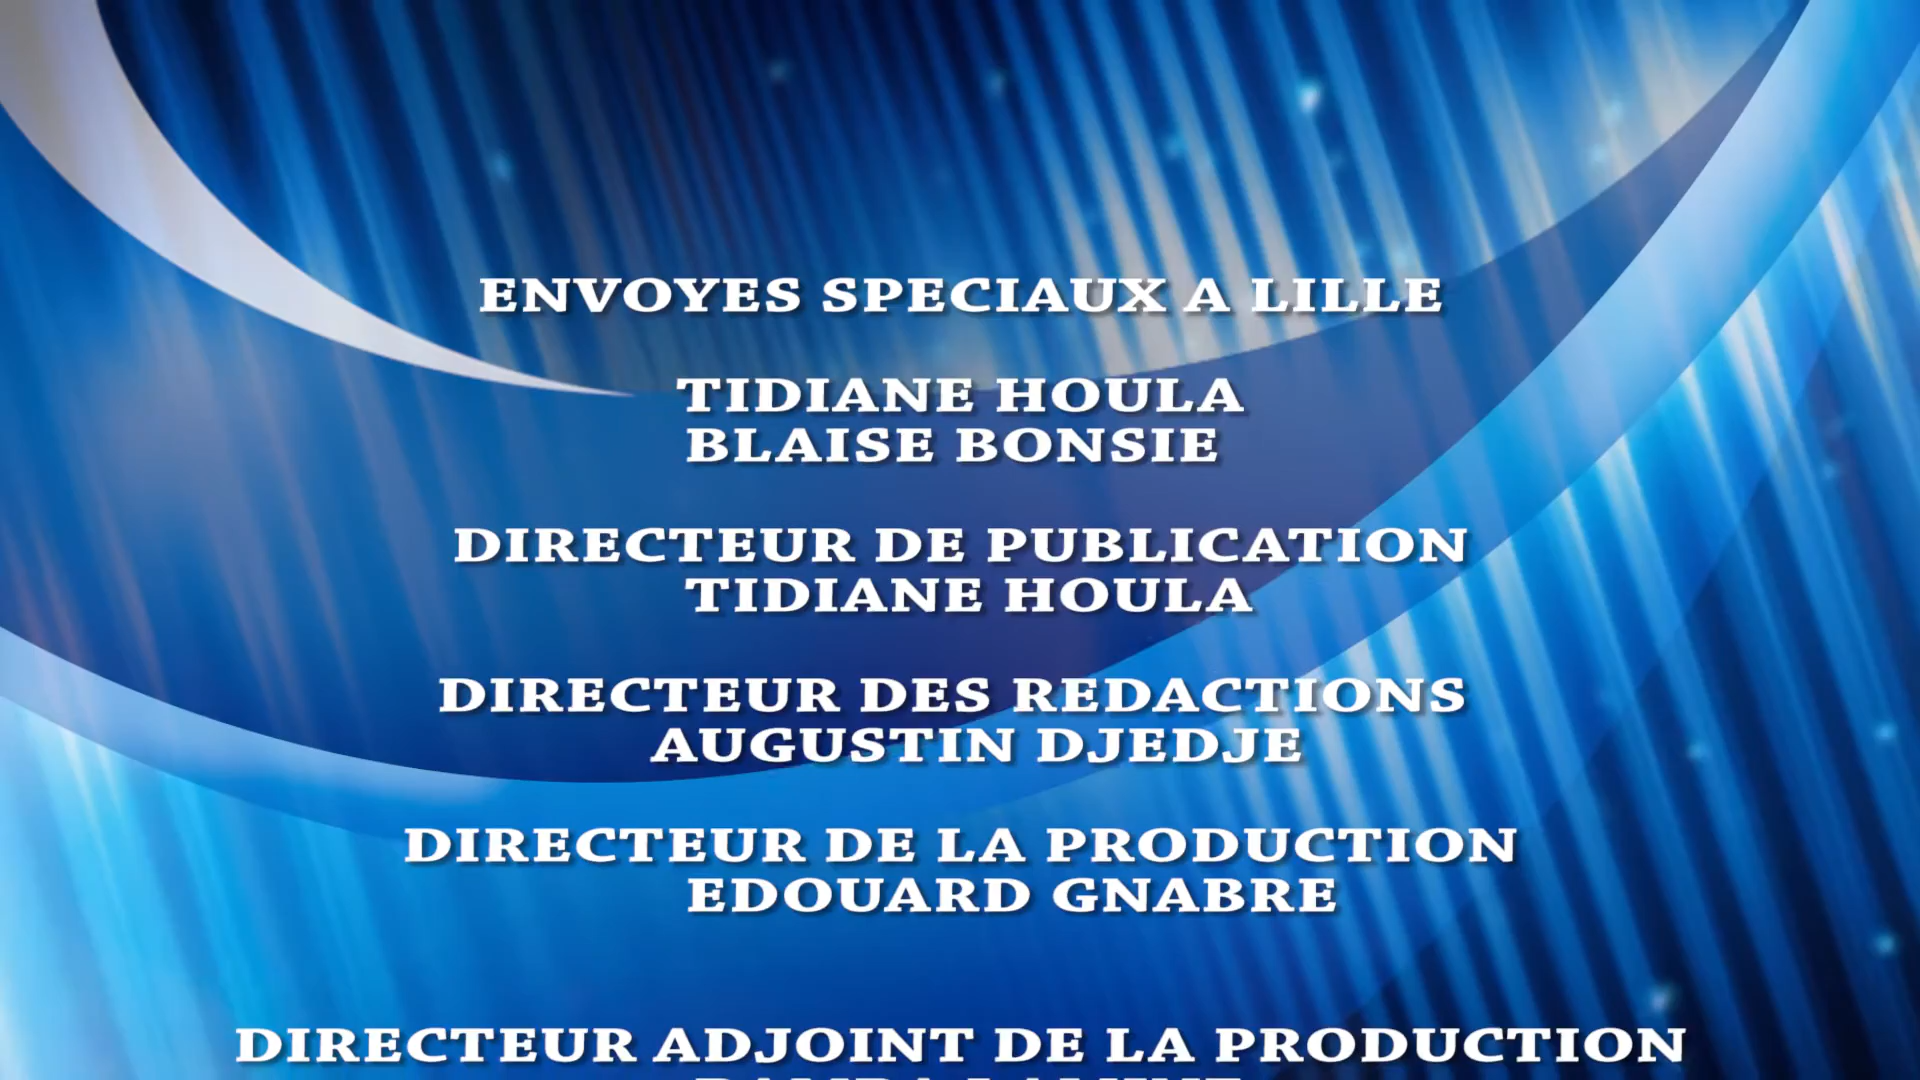 ENVOYES SPECIAUX A LILLE
TIDIANE HOULA
BLAISE BONSIE
DIRECTEUR DE PUBLICATION
TIDIANE HOULA
DIRECTEUR DES REDACTIONS
AUGUSTIN DJEDJE
DIRECTEUR DE LA PRODUCTION
EDOUARD GNABRE
DIRECTEUR ADJOINT DE LA PRODUCTION